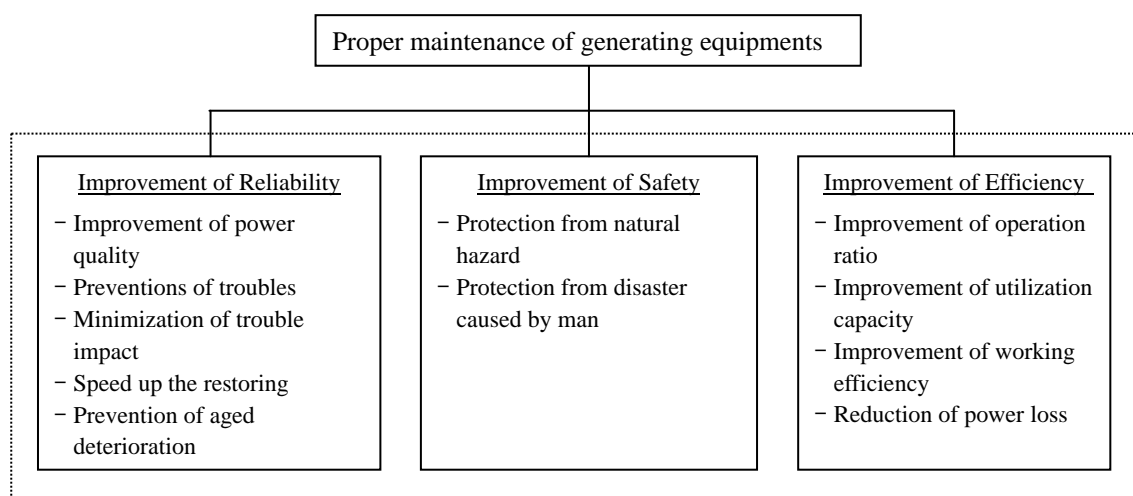 Proper maintenance of generating equipments
Improvement of Reliability
− Improvement of power
quality
− Preventions of troubles
− Minimization of trouble
impact
− Speed up the restoring
− Prevention of aged
deterioration
Improvement of Safety
− Protection from natural
hazard
− Protection from disaster
caused by man
Improvement of Efficiency
− Improvement of operation
ratio
− Improvement of utilization
capacity
− Improvement of working
efficiency
− Reduction of power loss